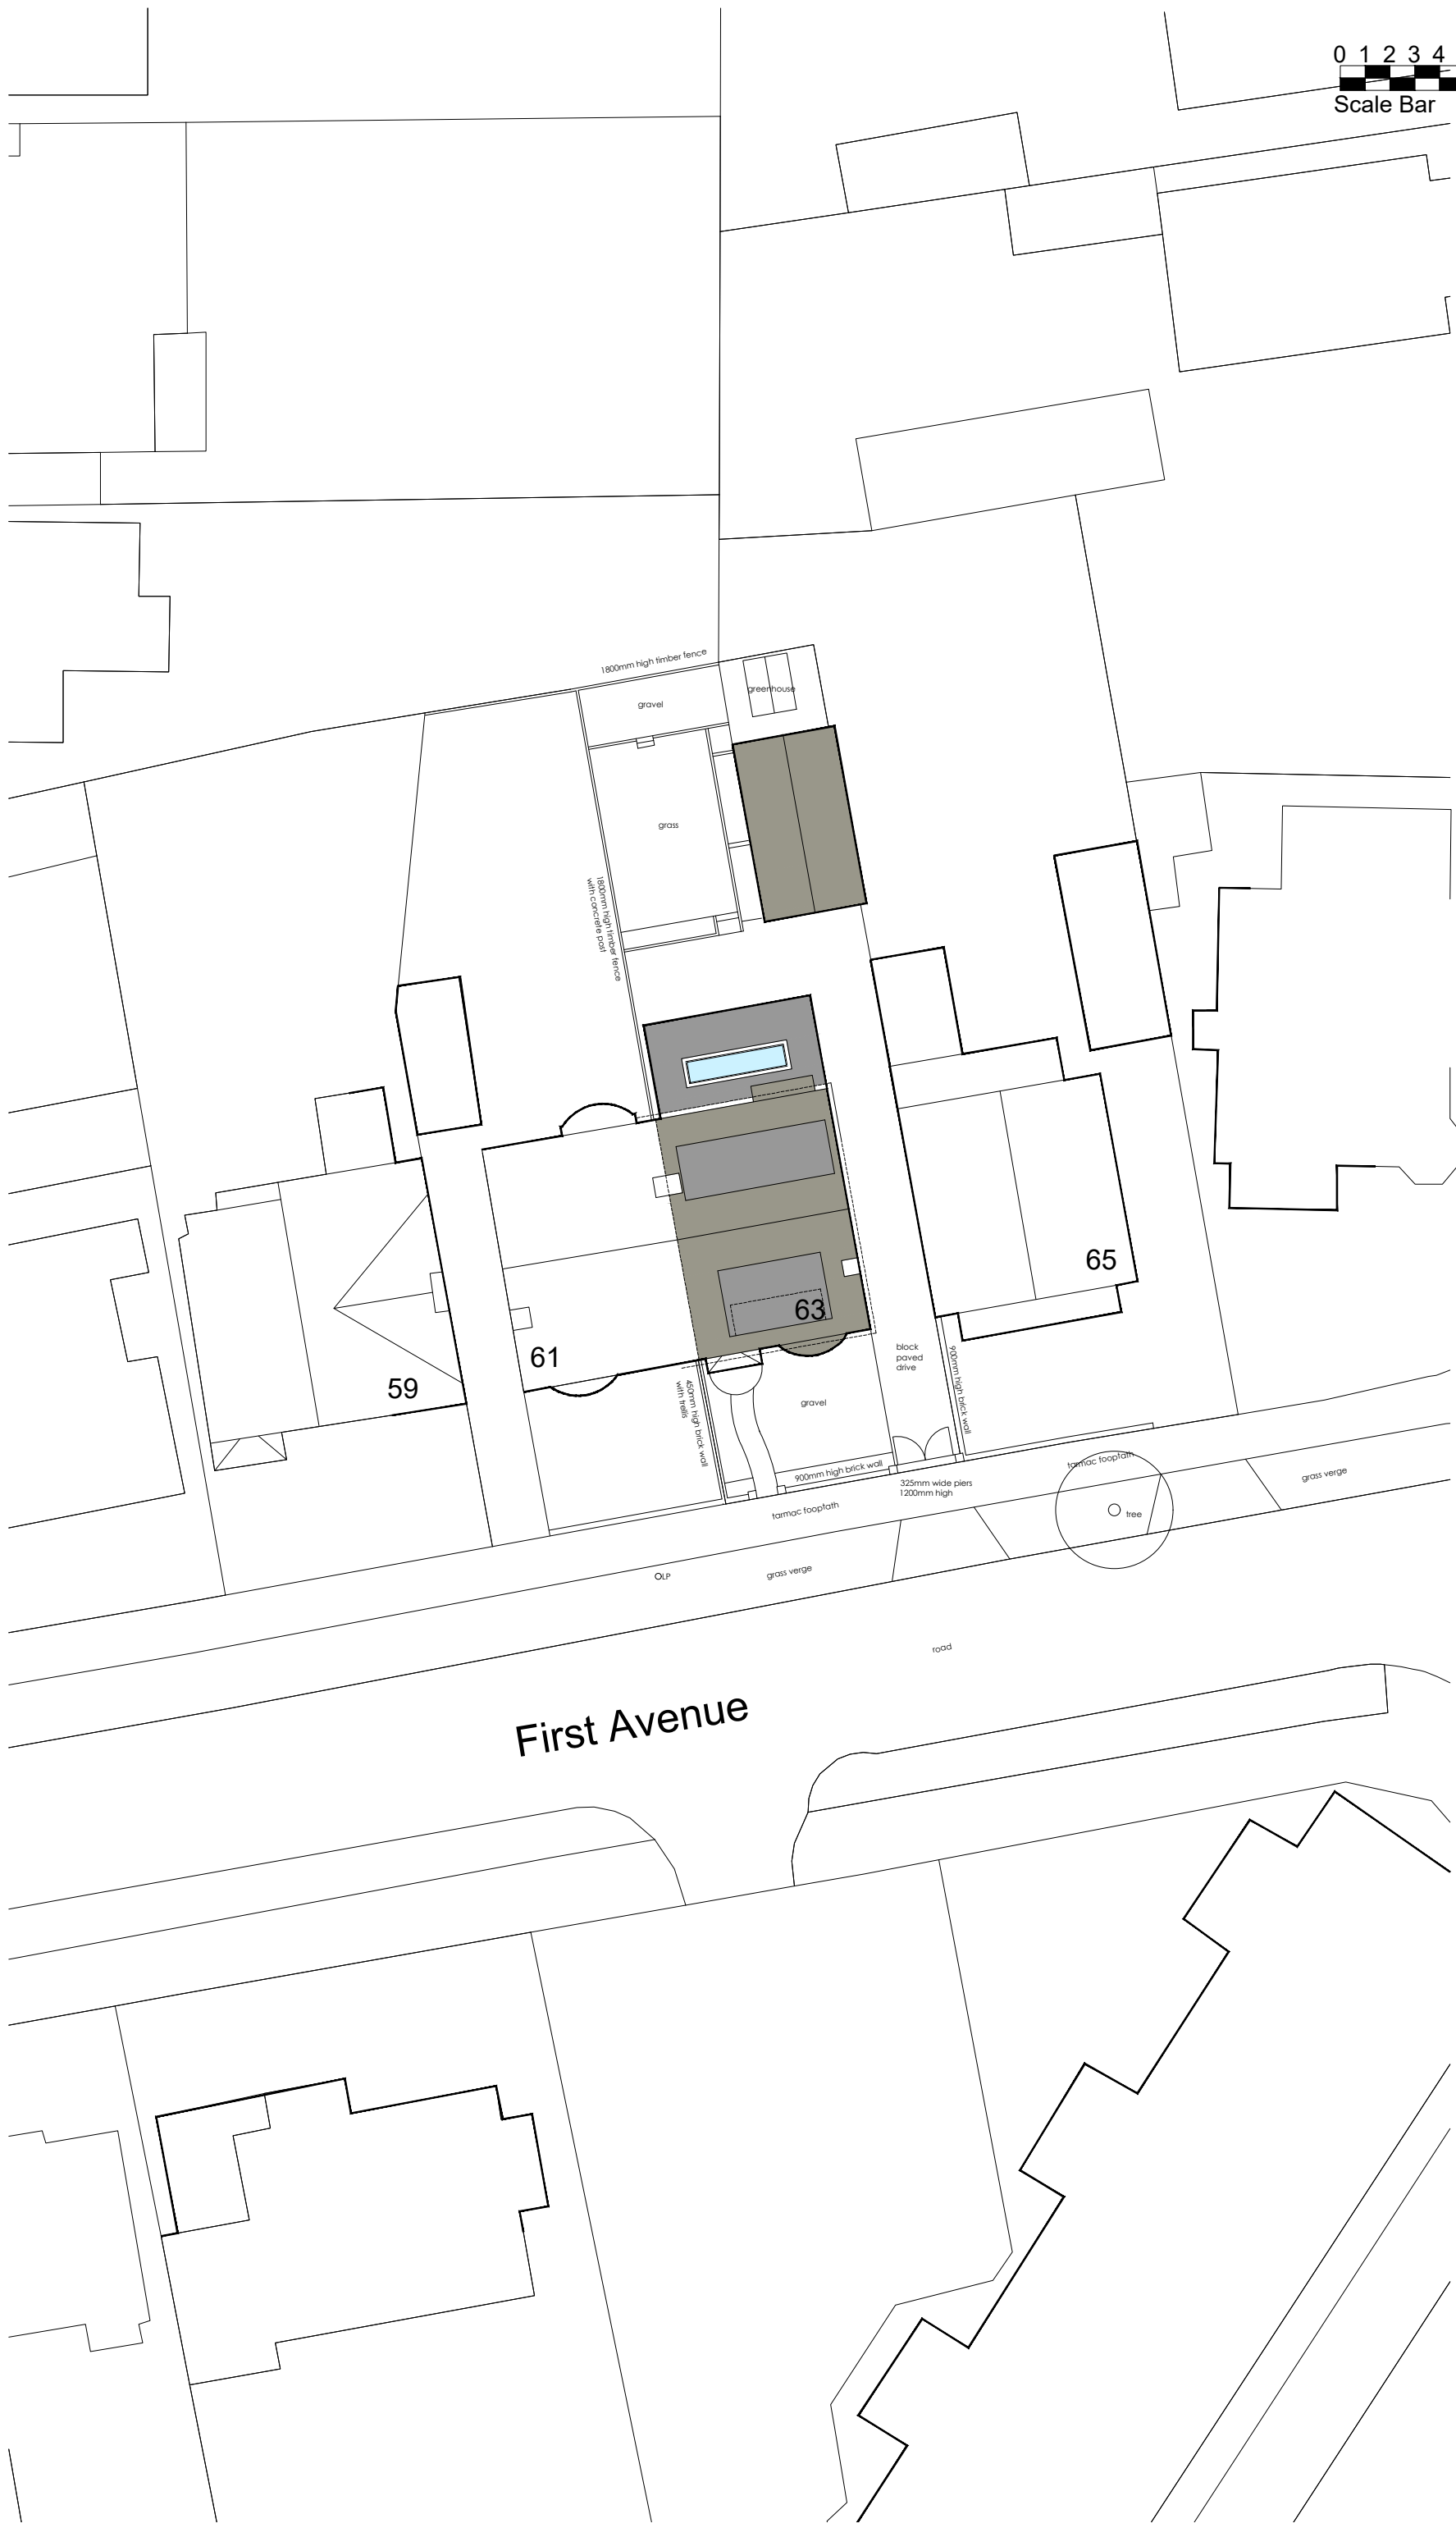 0 1 2 3 4
Scale Bar
1800mm high timber fence
gravel
greenhouse
grass
1800mm high timber fence
with concrete post
65
63
61
59
block
paved
drive
900mm high brick wall
450mm high brick wall
with trellis
gravel
900mm high brick wall
325mm wide piers
1200mm high
tarmac foopfath
tarmac foopfath
grass verge
tree
LP
grass verge
road
First Avenue